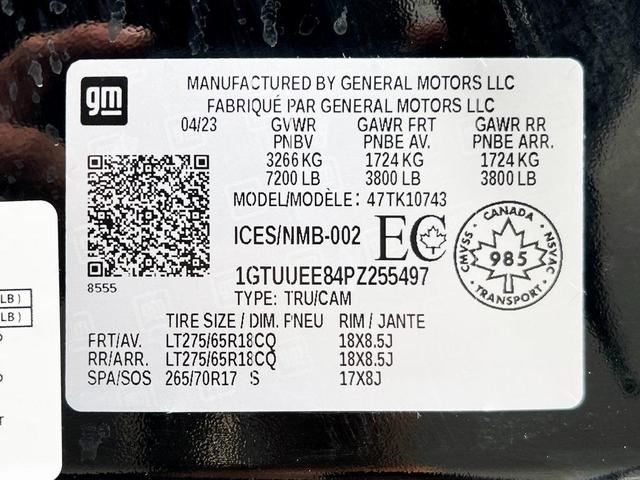 gm
MANUFACTURED BY GENERAL MOTORS LLC
FABRIQUÉ PAR GENERAL MOTORS LLC
04/23 GVWR GAWR FRT GAWR RR
PNBV PNBE AV. PNBE ARR.
3266 KG 1724 KG 1724 KG
7200 LB 3800 LB 3800 LB
MODEL/MODÈLE: 47TK10743
ICES/NMB-002 EC
CANADA
CMVSS 985 NSVAC
TRANSPORT
8555
1GTUUEE84PZ255497
TYPE: TRU/CAM
TIRE SIZE / DIM. PNEU RIM / JANTE
FRT/AV. LT275/65R18CQ 18X8.5J
RR/ARR. LT275/65R18CQ 18X8.5J
SPA/SOS 265/70R17 S 17X8J
LB)
LB)